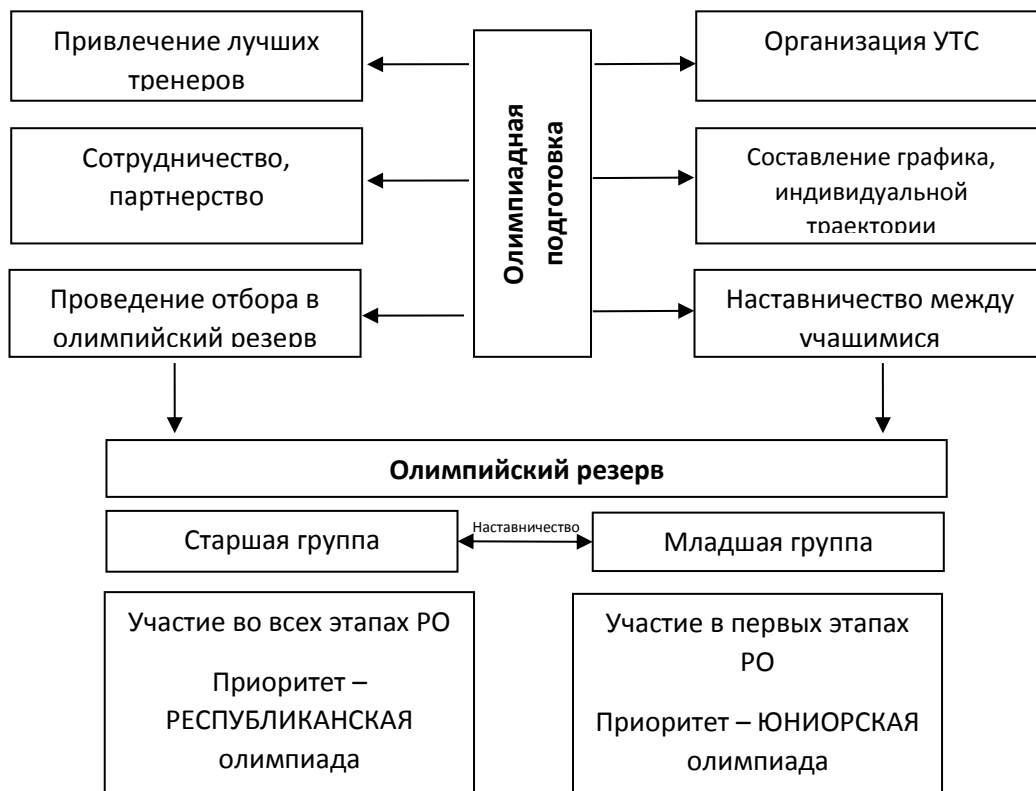 Привлечение лучших
тренеров
Организация УТС
Олимпиадная
подготовка
Сотрудничество,
партнерство
Составление графика,
индивидуальной
траектории
Проведение отбора в
олимпийский резерв
Наставничество между
учащимися
Олимпийский резерв
Старшая группа
Наставничество
Младшая группа
Участие во всех этапах РО
Приоритет –
РЕСПУБЛИКАНСКАЯ
олимпиада
Участие в первых этапах
РО
Приоритет – ЮНИОРСКАЯ
олимпиада